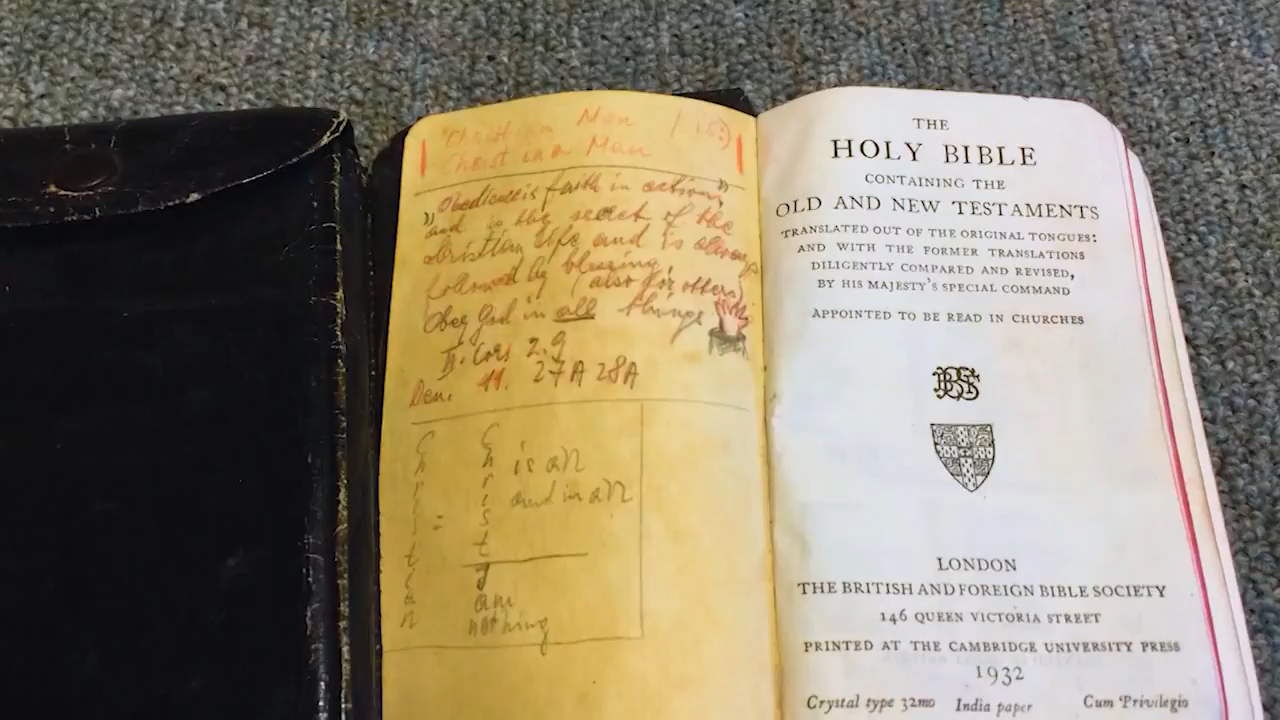 Christian Man (is:)
Christ in a Man
"Obedience is faith in action,"
and is the secret of the
christian life, and is always
followed by blessing,
(also for others)
Obey God in all things
II. Cors 2.9
Deu. 11. 27A 28A
Christian = Christ is all
and in all
I
am
nothing
THE
HOLY BIBLE
CONTAINING THE
OLD AND NEW TESTAMENTS
TRANSLATED OUT OF THE ORIGINAL TONGUES:
AND WITH THE FORMER TRANSLATIONS
DILIGENTLY COMPARED AND REVISED,
BY HIS MAJESTY'S SPECIAL COMMAND
APPOINTED TO BE READ IN CHURCHES
LONDON
THE BRITISH AND FOREIGN BIBLE SOCIETY
146 QUEEN VICTORIA STREET
PRINTED AT THE CAMBRIDGE UNIVERSITY PRESS
1932
Crystal type 32mo India paper Cum Privilegio